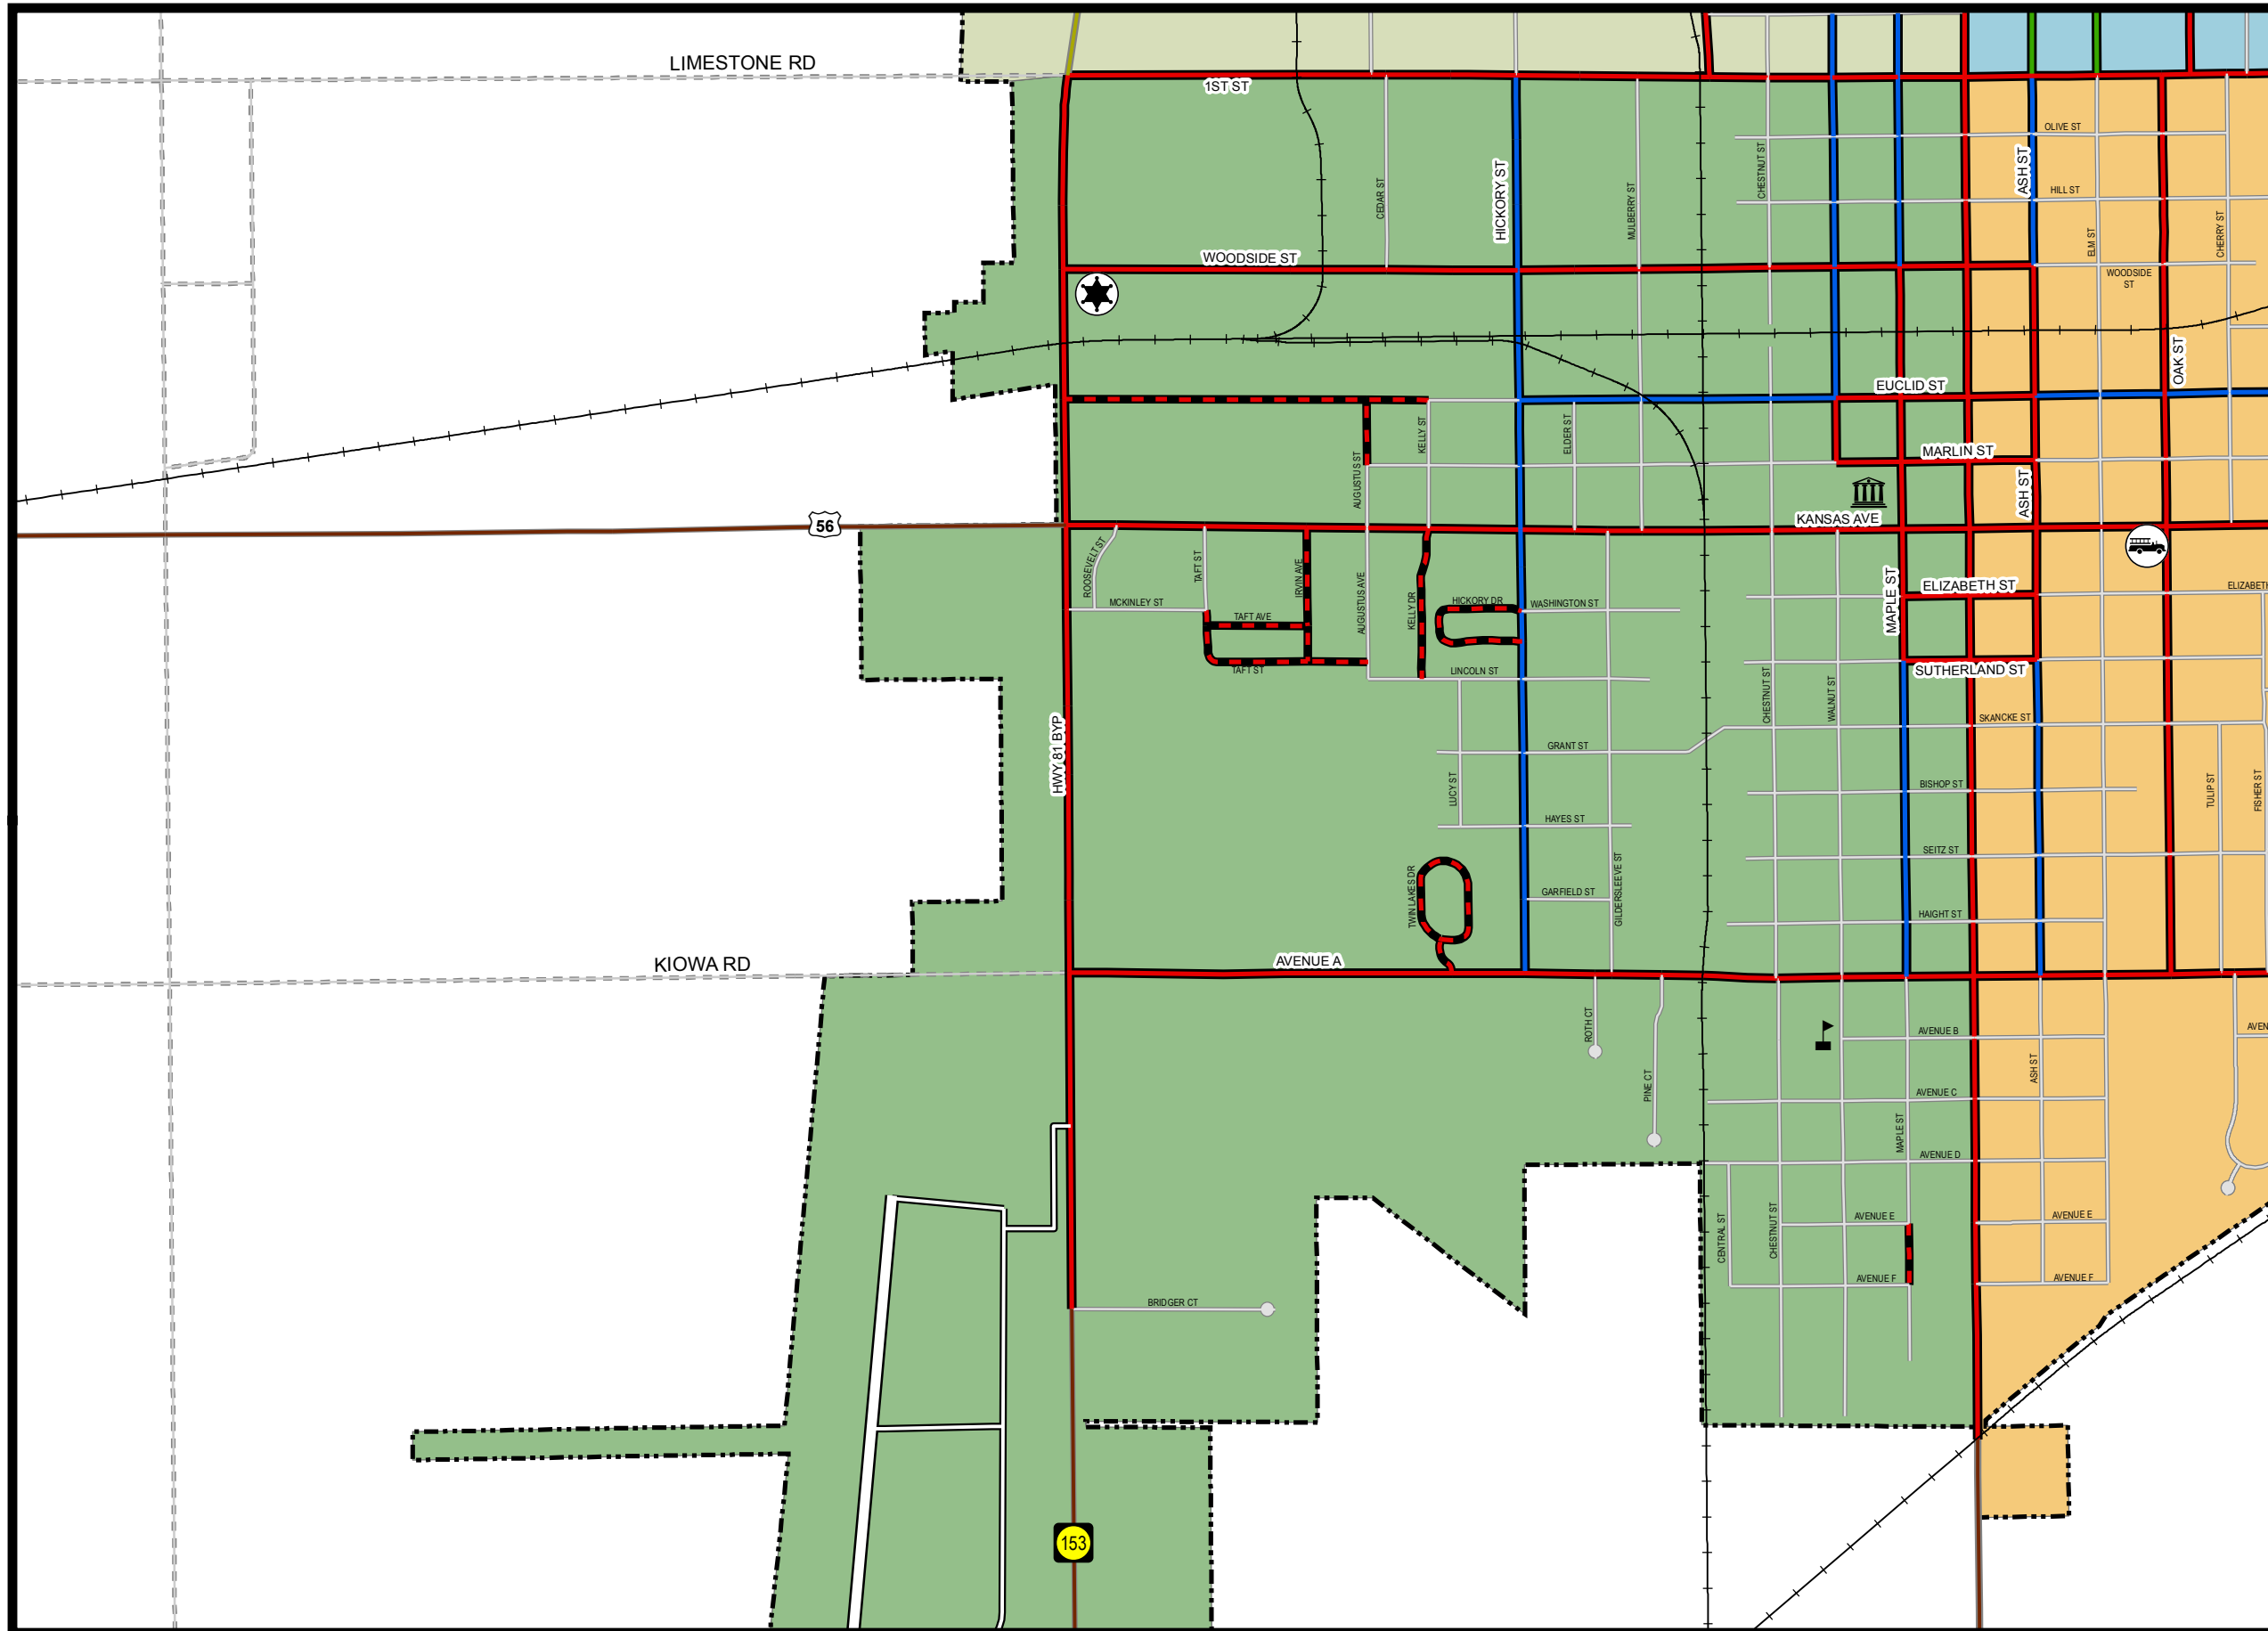 LIMESTONE RD
1ST ST
OLIVE ST
CHESTNUT ST
ASH ST
HILL ST
CEDAR ST
HICKORY ST
MULBERRY ST
ELM ST
CHERRY ST
WOODSIDE ST
WOODSIDE
ST
OAK ST
EUCLID ST
KELLY ST
ELDER ST
MARLIN ST
AUGUSTUS ST
ASH ST
KANSAS AVE
56
ROOSEVELT ST
TAFT ST
IRVIN AVE
MCKINLEY ST
TAFT AVE
TAFT ST
AUGUSTUS AVE
KELLY DR
HICKORY DR
WASHINGTON ST
MAPLE ST
ELIZABETH ST
ELIZABETH
LINCOLN ST
SUTHERLAND ST
CHESTNUT ST
WALNUT ST
SKANCKE ST
HWY 81 BYP
GRANT ST
LUCY ST
BISHOP ST
TULIP ST
FISHER ST
HAYES ST
SEITZ ST
TWIN LAKES DR
GARFIELD ST
GILDERSLEEVE ST
HAIGHT ST
KIOWA RD
AVENUE A
ROTH CT
PINE CT
AVENUE B
AVEN
ASH ST
AVENUE C
MAPLE ST
AVENUE D
CENTRAL ST
CHESTNUT ST
AVENUE E
AVENUE E
AVENUE F
AVENUE F
BRIDGER CT
153